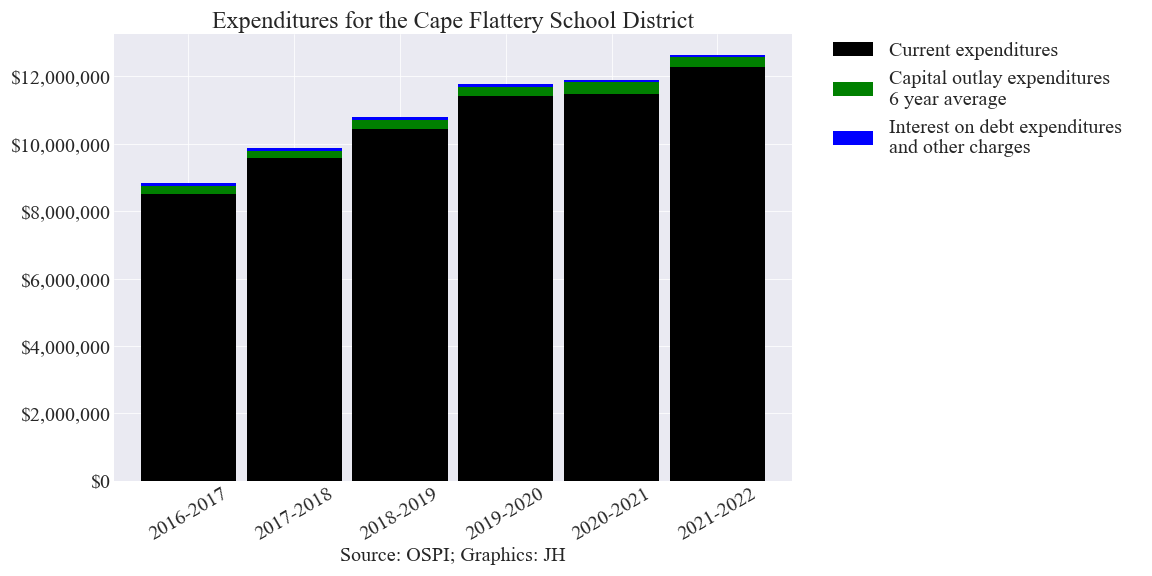 Expenditures for the Cape Flattery School District
Current expenditures
Capital outlay expenditures
6 year average
Interest on debt expenditures
and other charges
$12,000,000
$10,000,000
$8,000,000
$6,000,000
$4,000,000
$2,000,000
$0
2016-2017
2017-2018
2018-2019
2019-2020
2020-2021
2021-2022
Source: OSPI; Graphics: JH